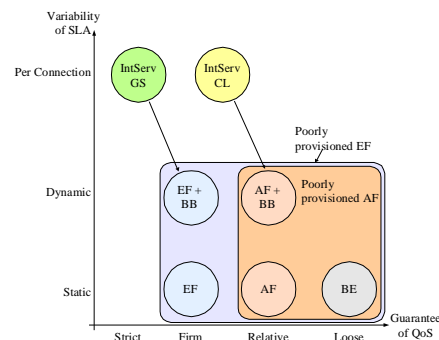 Variability
of SLA
Per Connection
IntServ
GS
IntServ
CL
Poorly
provisioned EF
Dynamic
EF +
BB
AF +
BB
Poorly
provisioned AF
Static
EF
AF
BE
Guarantee
of QoS
Strict
Firm
Relative
Loose